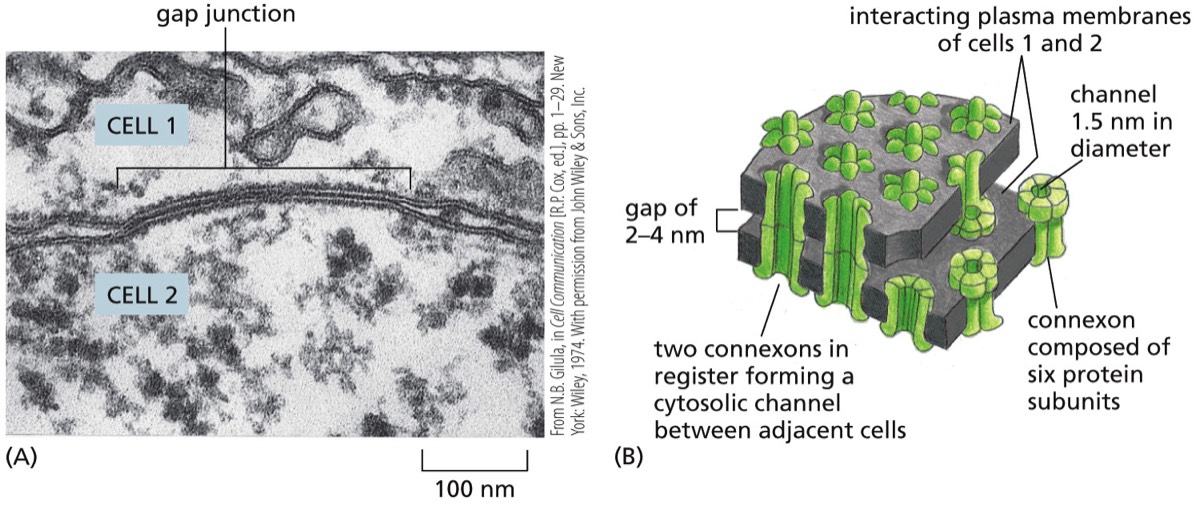 gap junction
CELL 1
CELL 2
From N.B. Gilula, in Cell Communication [R.P. Cox, ed.], pp. 1–29. New
York: Wiley, 1974. With permission from John Wiley & Sons, Inc.
(A)
100 nm
interacting plasma membranes
of cells 1 and 2
channel
1.5 nm in
diameter
gap of
2–4 nm
two connexons in
register forming a
cytosolic channel
between adjacent cells
connexon
composed of
six protein
subunits
(B)